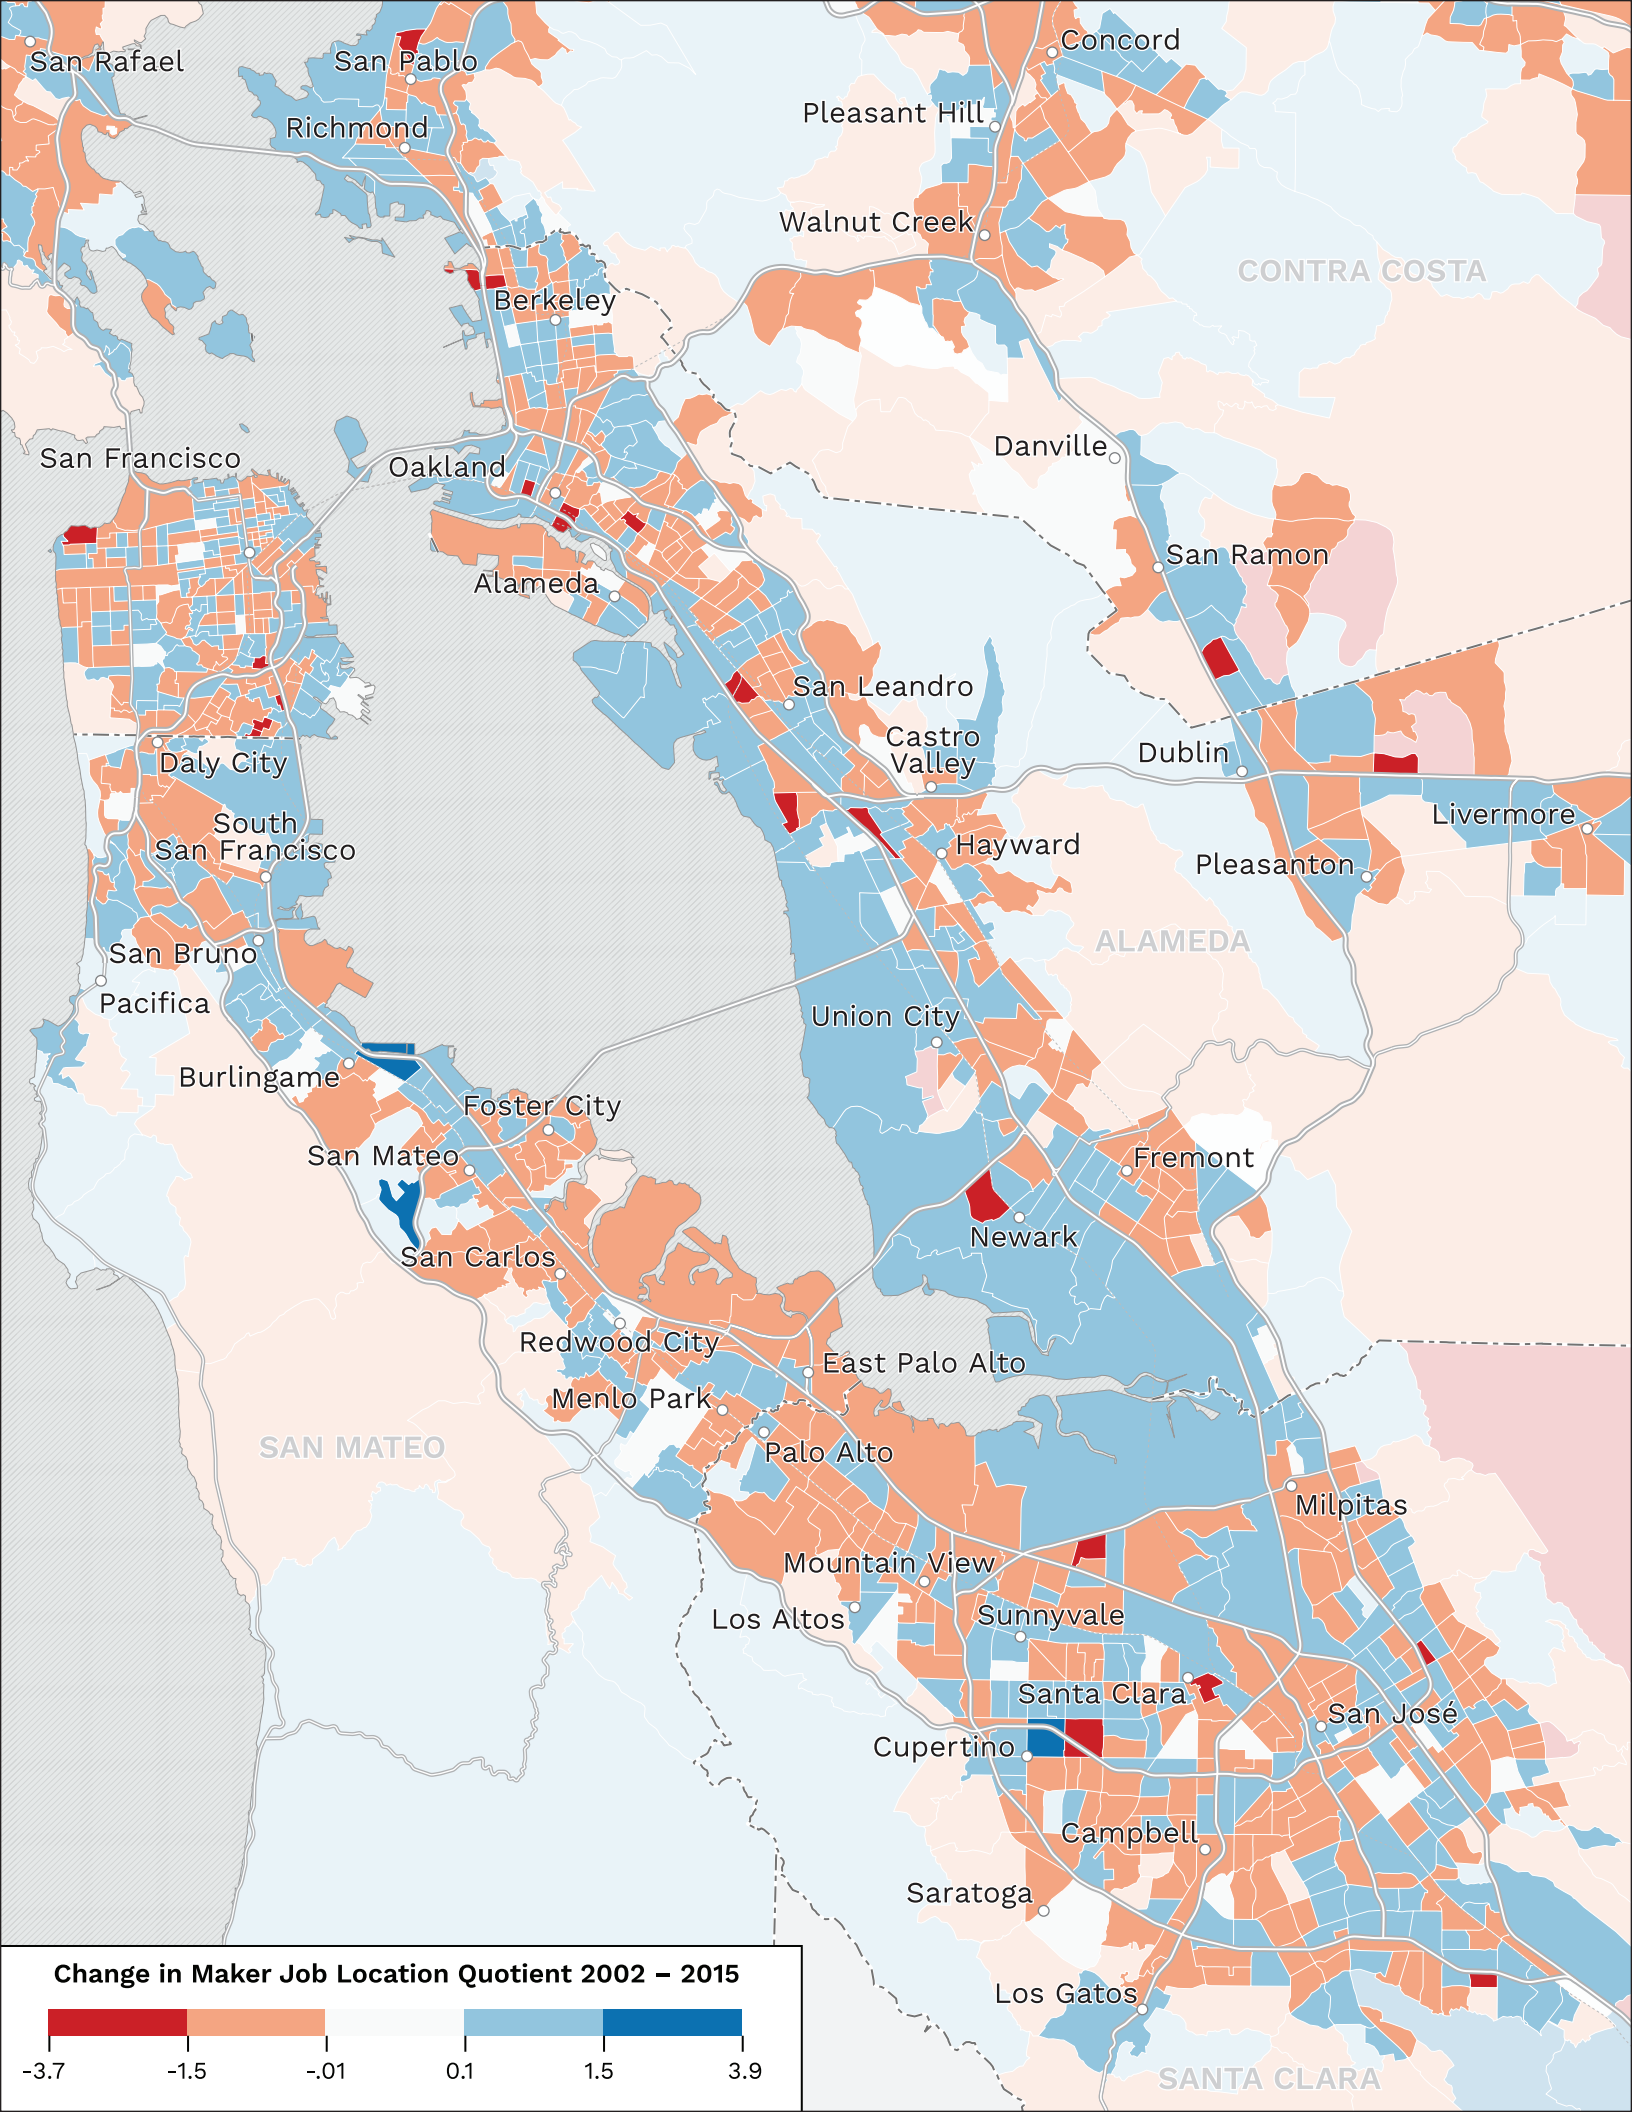 San Rafael
San Pablo
Concord
Pleasant Hill
Richmond
Walnut Creek
CONTRA COSTA
Berkeley
Danville
San Francisco
Oakland
San Ramon
Alameda
San Leandro
Castro
Valley
Dublin
Daly City
South
San Francisco
Livermore
Hayward
Pleasanton
ALAMEDA
San Bruno
Pacifica
Union City
Burlingame
Foster City
San Mateo
Fremont
Newark
San Carlos
Redwood City
East Palo Alto
Menlo Park
SAN MATEO
Palo Alto
Milpitas
Mountain View
Los Altos
Sunnyvale
Santa Clara
San José
Cupertino
Campbell
Saratoga
Los Gatos
SANTA CLARA
Change in Maker Job Location Quotient 2002 – 2015
-3.7 -1.5 -.01 0.1 1.5 3.9